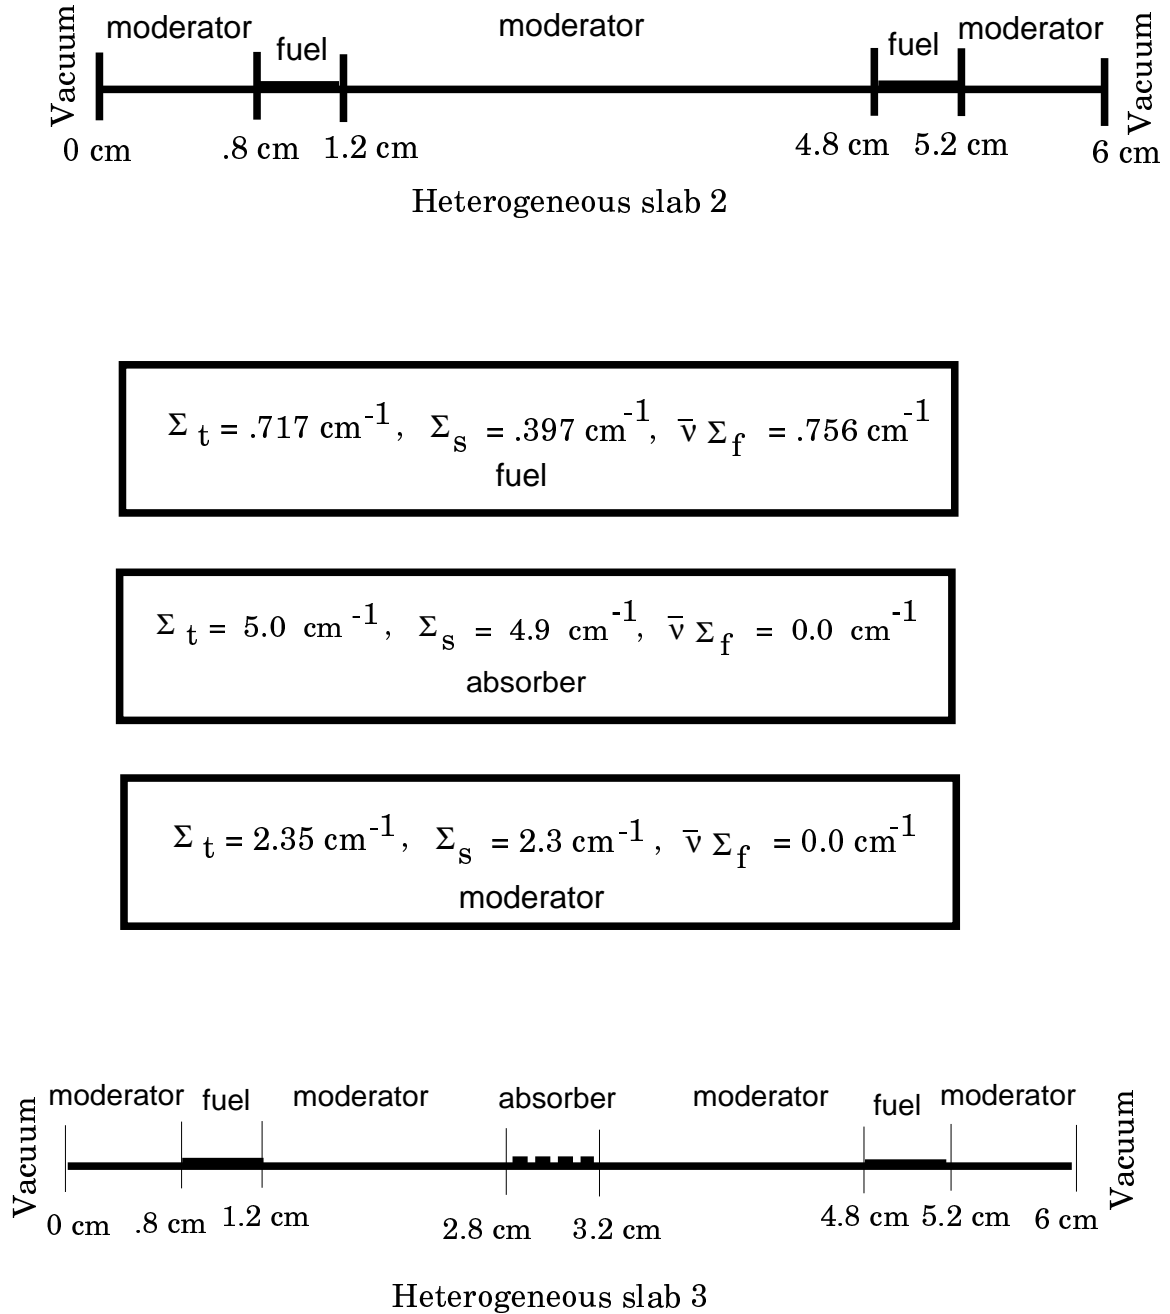 moderator fuel moderator fuel moderator
Vacuum Vacuum
0 cm .8 cm 1.2 cm 4.8 cm 5.2 cm 6 cm
Heterogeneous slab 2
Σ t = .717 cm-1, Σs = .397 cm-1, ν̄ Σf = .756 cm-1
fuel
Σ t = 5.0 cm -1, Σs = 4.9 cm-1, ν̄ Σf = 0.0 cm-1
absorber
Σ t = 2.35 cm-1, Σs = 2.3 cm-1, ν̄ Σf = 0.0 cm-1
moderator
moderator fuel moderator absorber moderator fuel moderator
Vacuum Vacuum
0 cm .8 cm 1.2 cm 2.8 cm 3.2 cm 4.8 cm 5.2 cm 6 cm
Heterogeneous slab 3